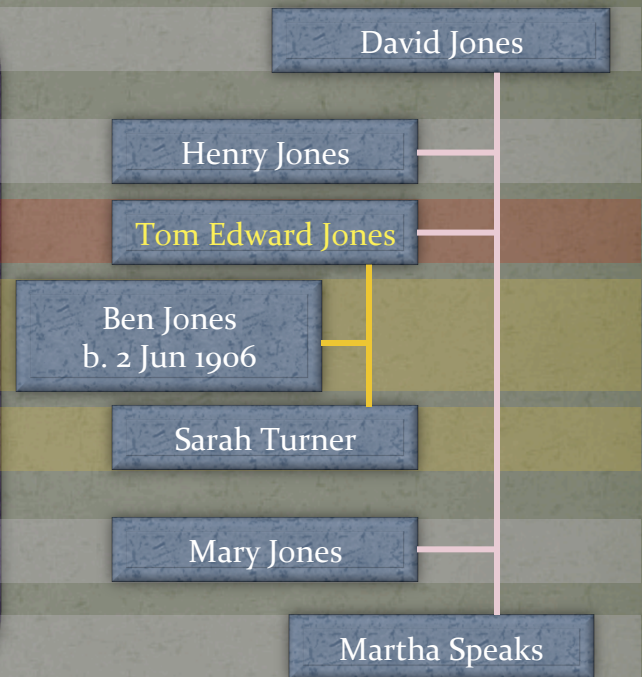 David Jones
Henry Jones
Tom Edward Jones
Ben Jones
b. 2 Jun 1906
Sarah Turner
Mary Jones
Martha Speaks